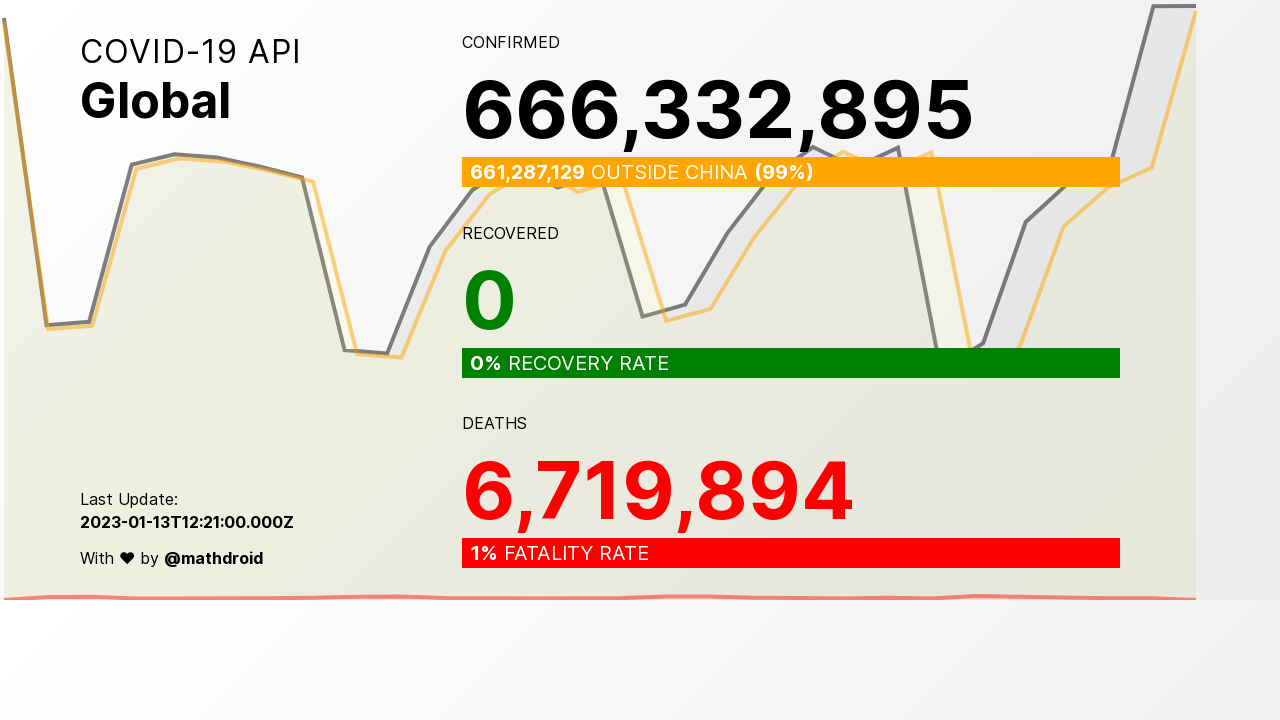 COVID-19 API
Global
CONFIRMED
666,332,895
661,287,129 OUTSIDE CHINA (99%)
RECOVERED
0
0% RECOVERY RATE
DEATHS
6,719,894
1% FATALITY RATE
Last Update:
2023-01-13T12:21:00.000Z
With ❤ by @mathdroid